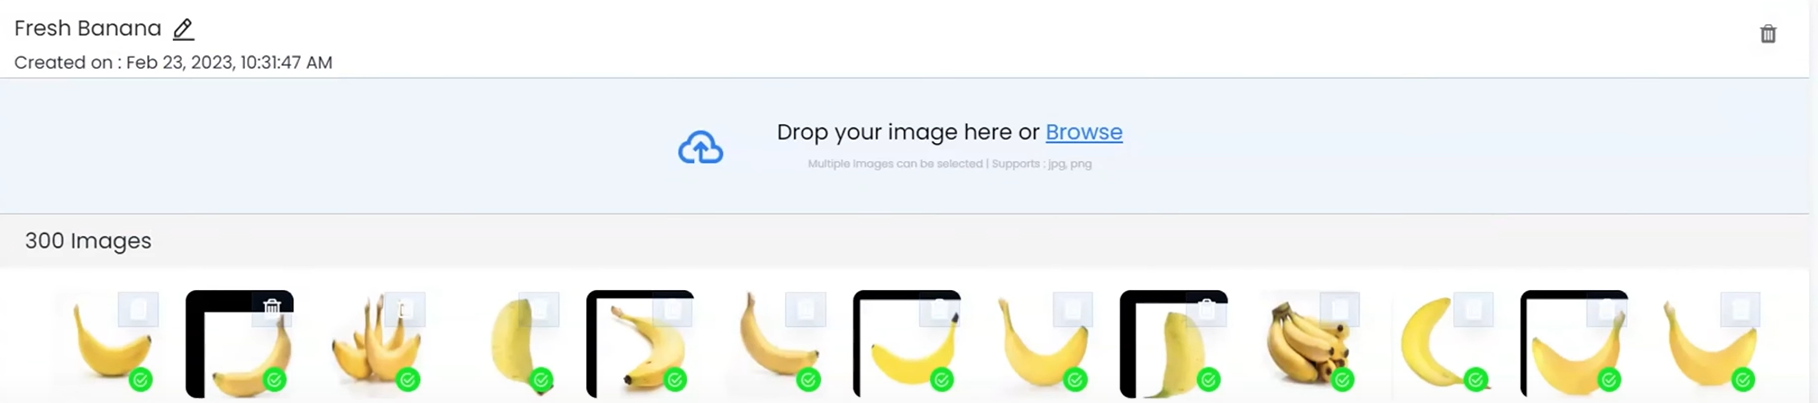 Fresh Banana
Created on : Feb 23, 2023, 10:31:47 AM
Drop your image here or Browse
Multiple images can be selected | Supports : jpg, png
300 Images